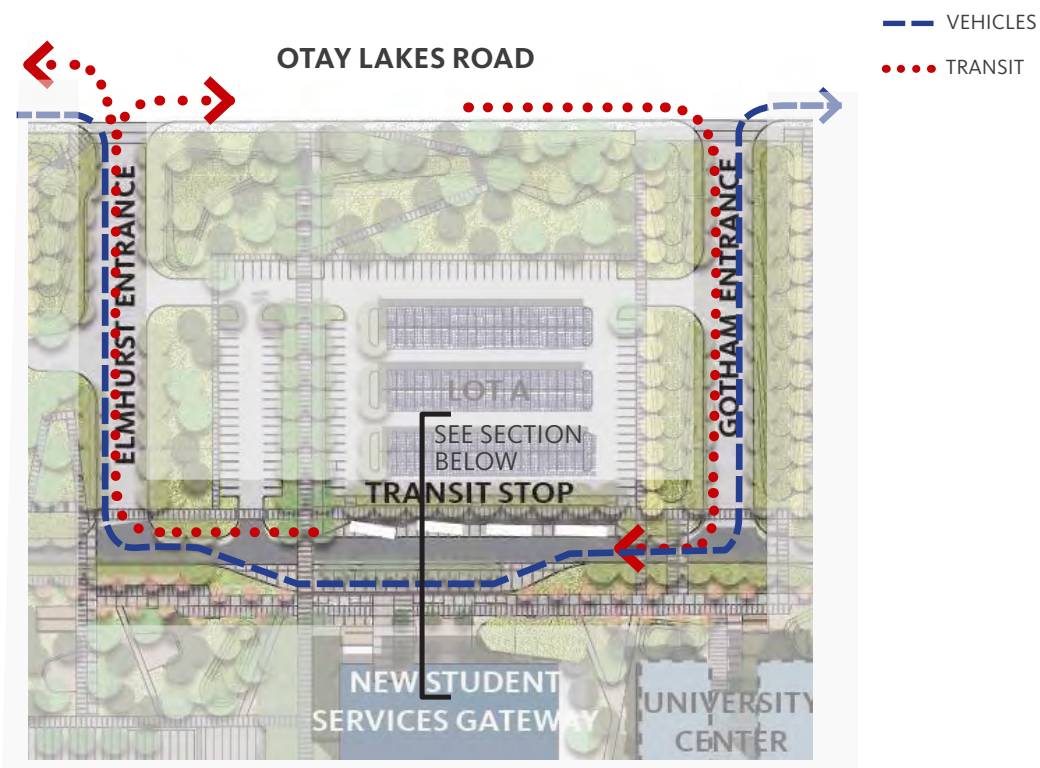 VEHICLES
TRANSIT
OTAY LAKES ROAD
ELMHURST ENTRANCE
GOTHAM ENTRANCE
LOT A
SEE SECTION
BELOW
TRANSIT STOP
NEW STUDENT
SERVICES GATEWAY
UNIVERSITY
CENTER